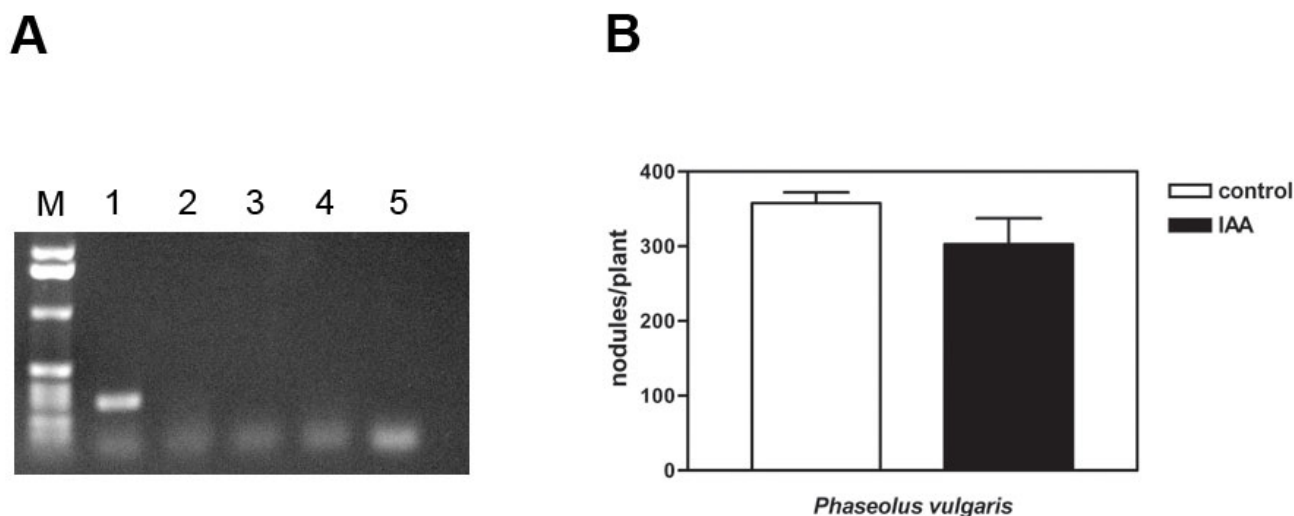 A
B
M 1 2 3 4 5
400
300
200
100
0
nodules/plant
control
IAA
Phaseolus vulgaris